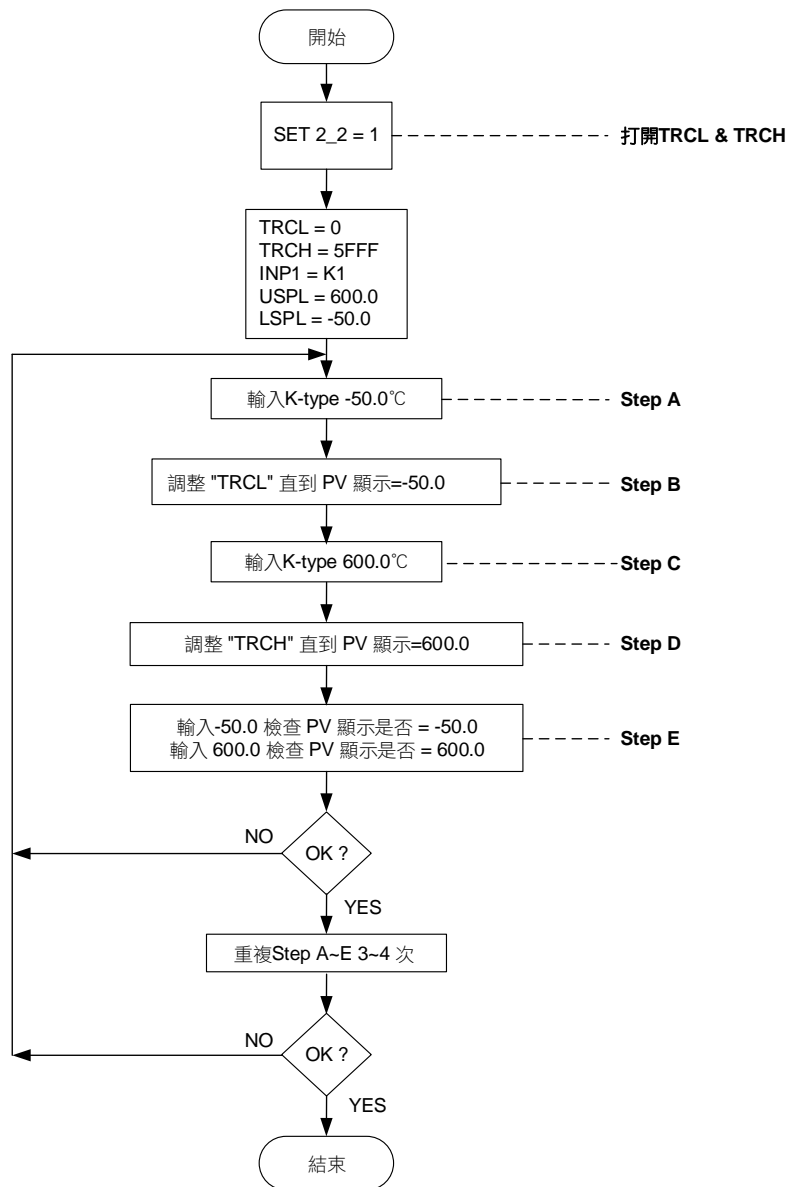 開始
SET 2_2 = 1
打開TRCL & TRCH
TRCL = 0
TRCH = 5FFF
INP1 = K1
USPL = 600.0
LSPL = -50.0
輸入K-type -50.0℃
Step A
調整 "TRCL" 直到 PV 顯示=-50.0
Step B
輸入K-type 600.0℃
Step C
調整 "TRCH" 直到 PV 顯示=600.0
Step D
輸入-50.0 檢查 PV 顯示是否 = -50.0
輸入 600.0 檢查 PV 顯示是否 = 600.0
Step E
NO
OK ?
YES
重複Step A~E 3~4 次
NO
OK ?
YES
結束